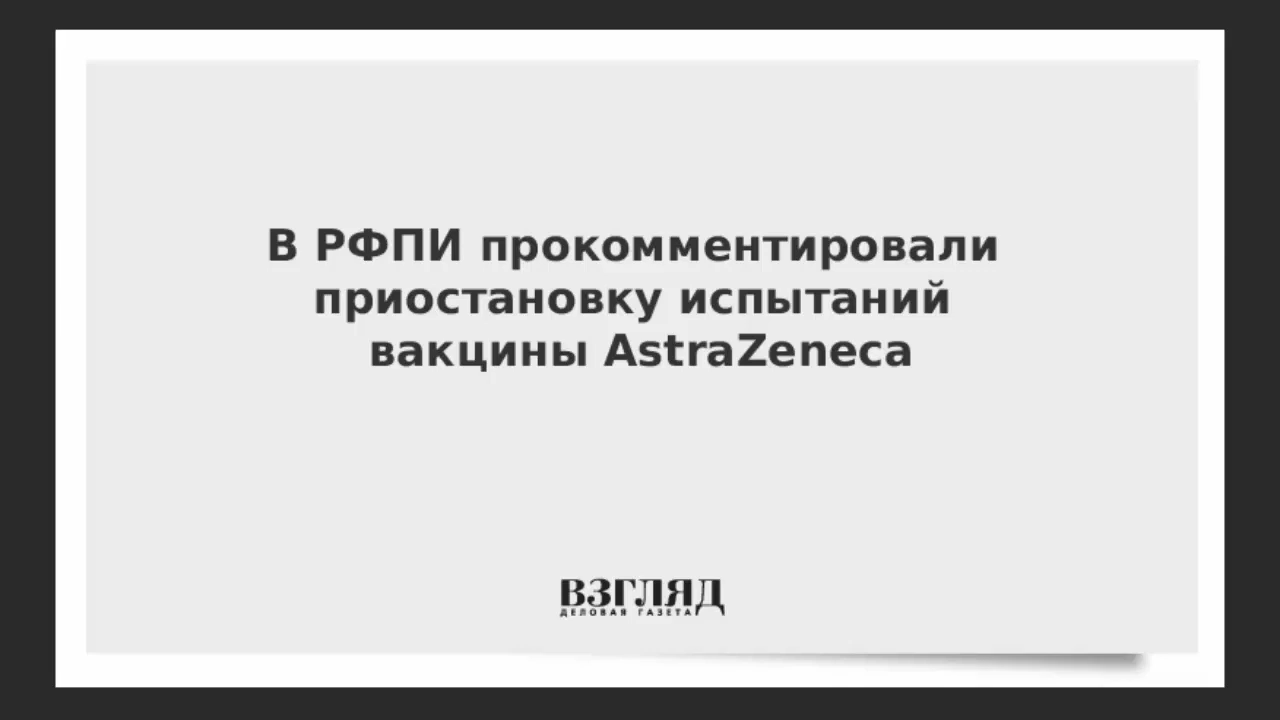 В РФПИ прокомментировали
приостановку испытаний
вакцины AstraZeneca
ВЗГЛЯД
ДЕЛОВАЯ ГАЗЕТА